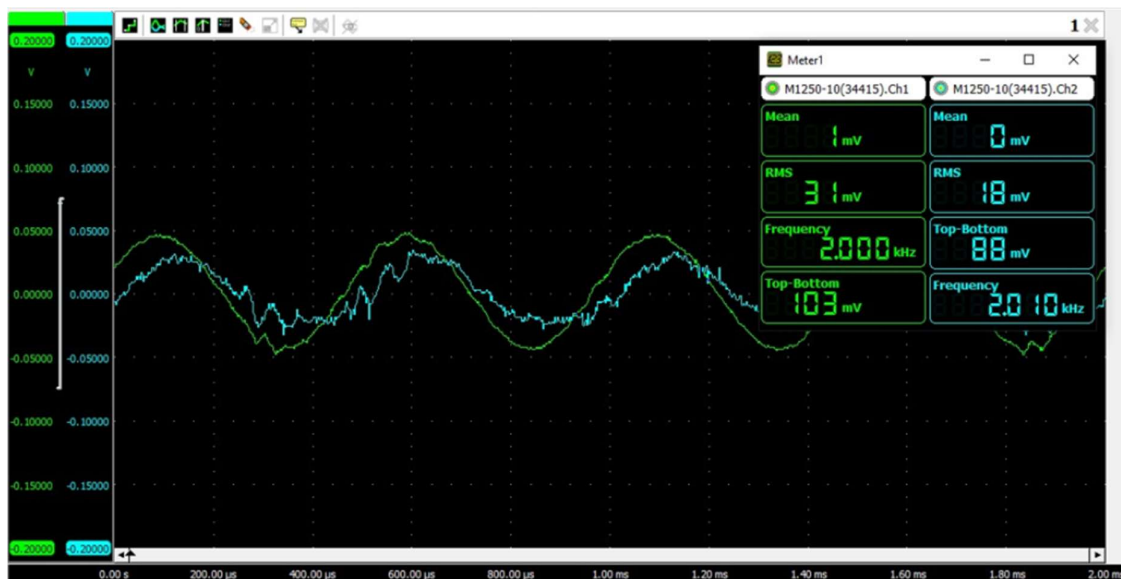 1
0.20000 0.20000
V V
0.15000 0.15000
0.10000 0.10000
0.05000 0.05000
0.00000 0.00000
-0.05000 -0.05000
-0.10000 -0.10000
-0.15000 -0.15000
-0.20000 -0.20000
0.00 s 200.00 µs 400.00 µs 600.00 µs 800.00 µs 1.00 ms 1.20 ms 1.40 ms 1.60 ms 1.80 ms 2.00 m
Meter1
M1250-10(34415).Ch1 M1250-10(34415).Ch2
Mean Mean
1 mV 0 mV
RMS RMS
31 mV 18 mV
Frequency Top-Bottom
2.000 kHz 88 mV
Top-Bottom Frequency
103 mV 2.010 kHz